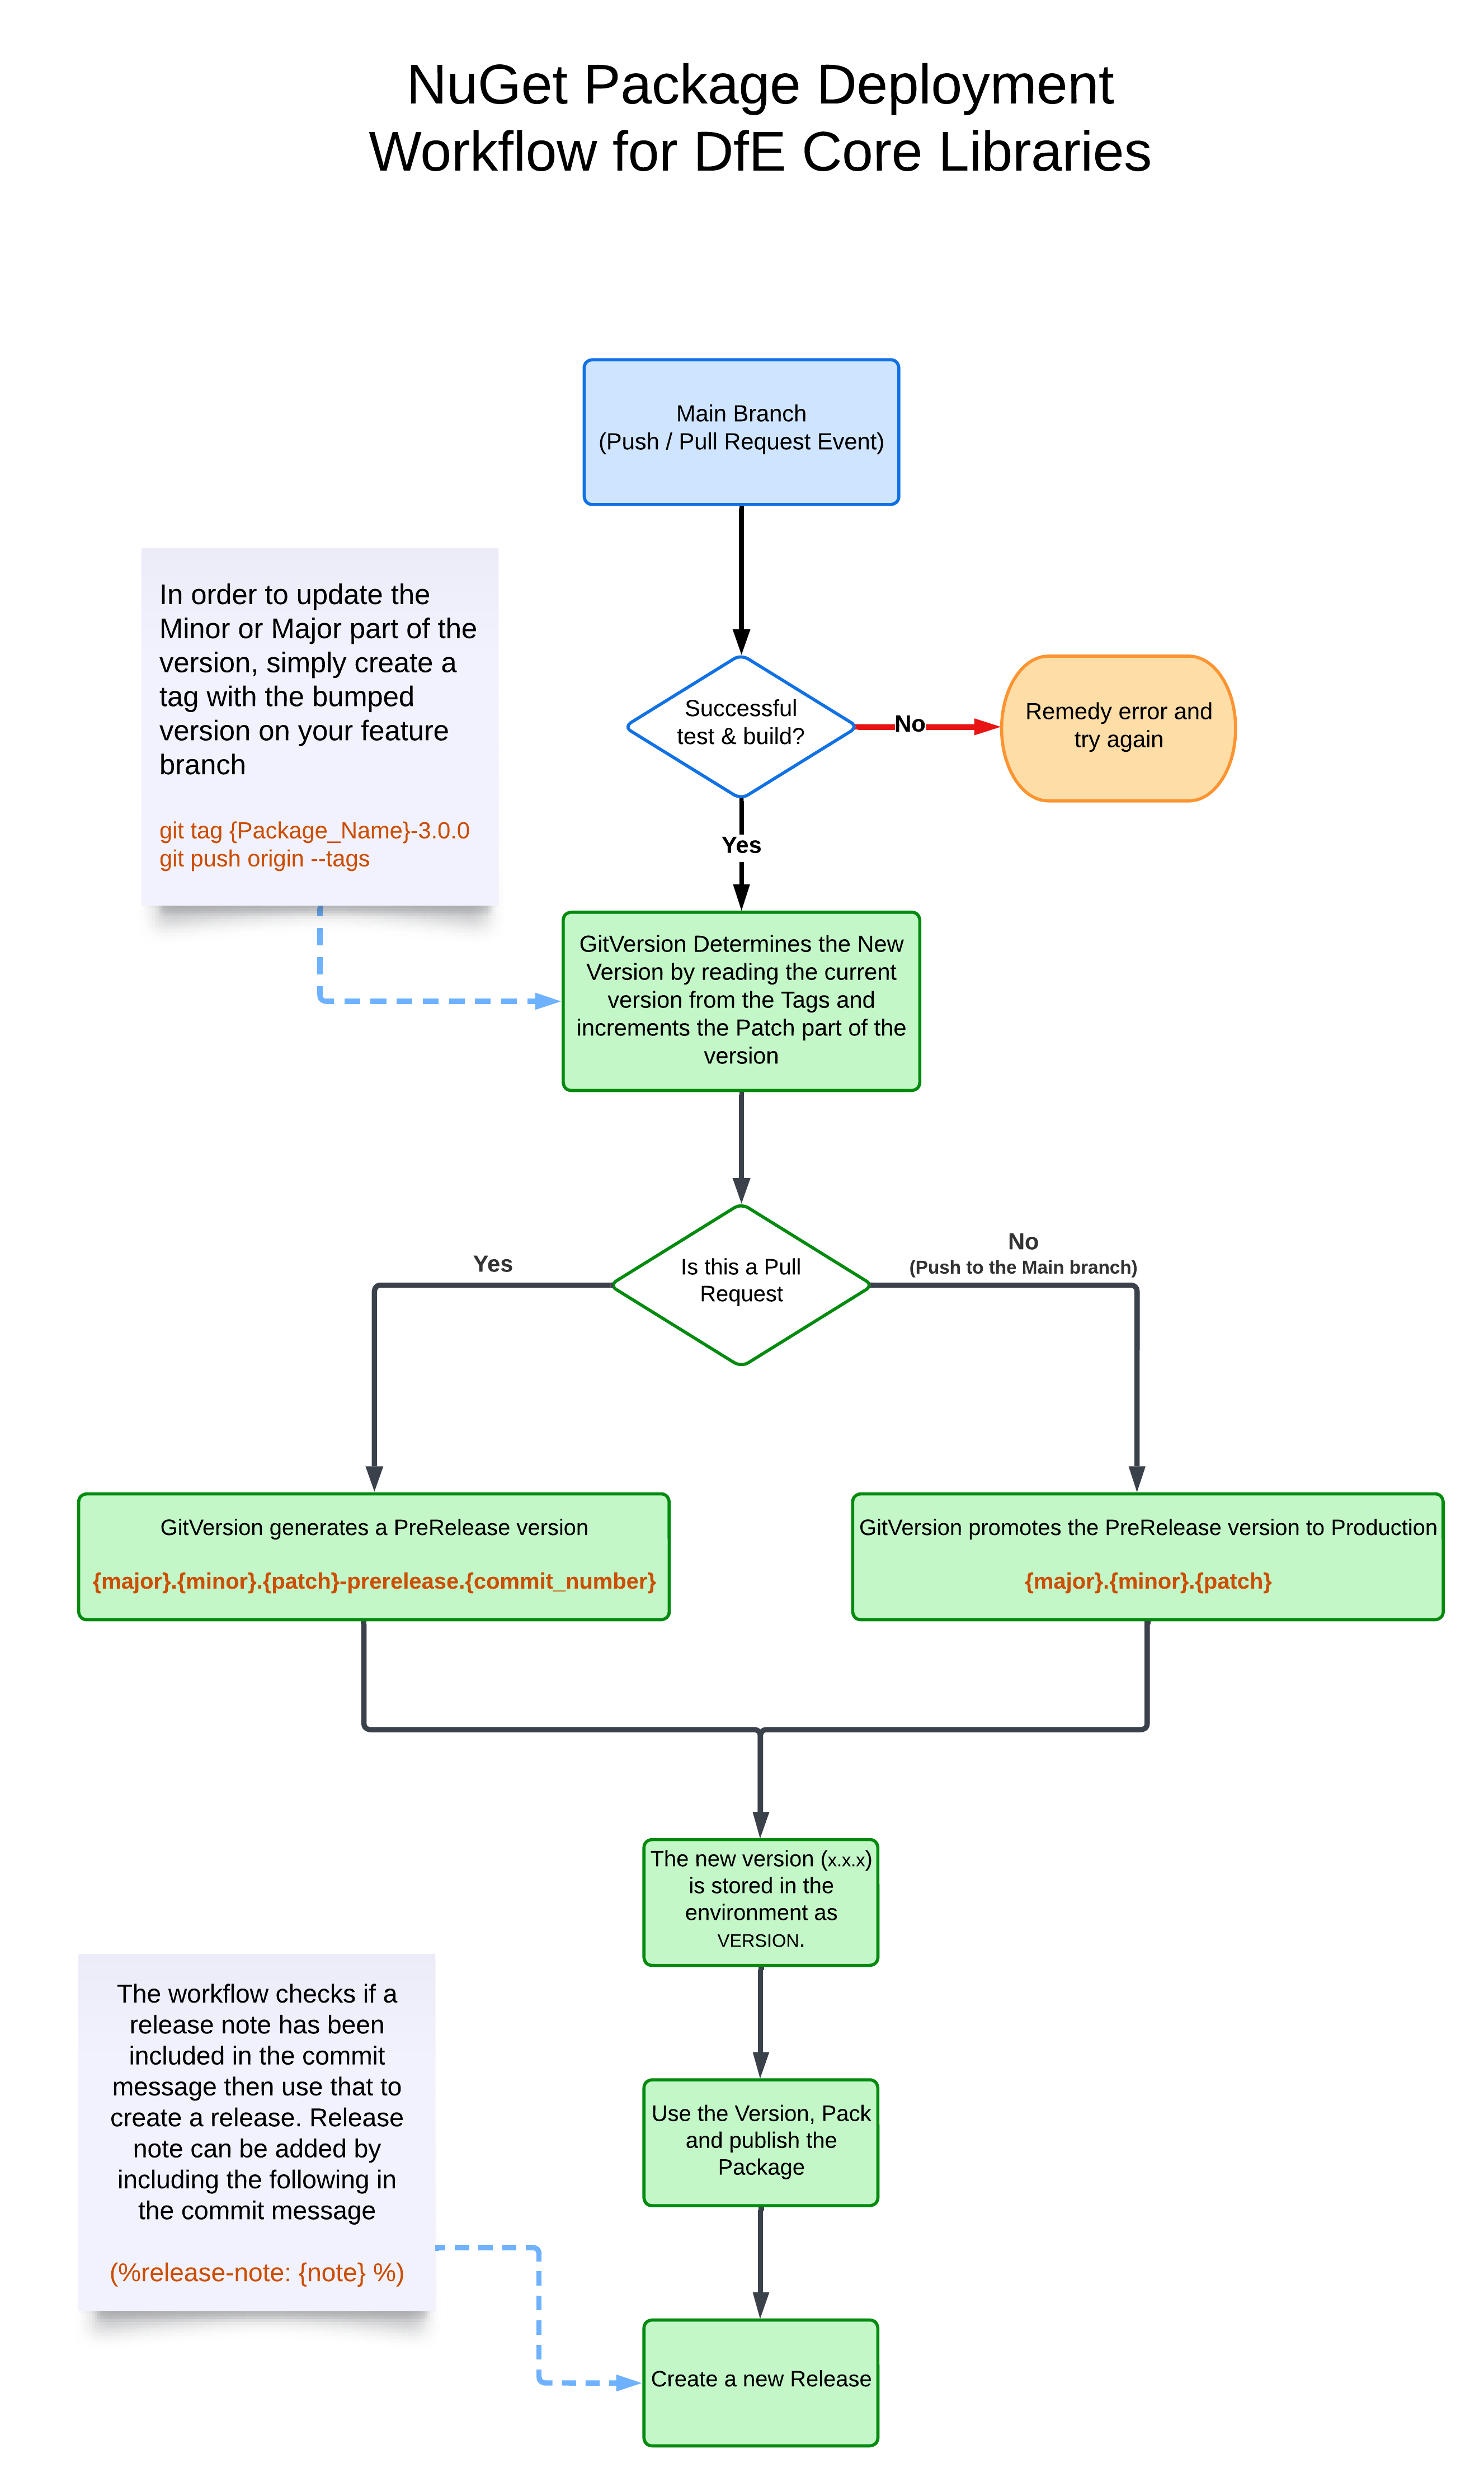 NuGet Package Deployment
Workflow for DfE Core Libraries
Main Branch
(Push / Pull Request Event)
In order to update the
Minor or Major part of the
version, simply create a
tag with the bumped
version on your feature
branch
git tag {Package_Name}-3.0.0
git push origin --tags
Successful
test & build?
No
Remedy error and
try again
Yes
GitVersion Determines the New
Version by reading the current
version from the Tags and
increments the Patch part of the
version
Is this a Pull
Request
Yes
No
(Push to the Main branch)
GitVersion generates a PreRelease version
{major}.{minor}.{patch}-prerelease.{commit_number}
GitVersion promotes the PreRelease version to Production
{major}.{minor}.{patch}
The new version (x.x.x)
is stored in the
environment as
VERSION.
The workflow checks if a
release note has been
included in the commit
message then use that to
create a release. Release
note can be added by
including the following in
the commit message
(%release-note: {note} %)
Use the Version, Pack
and publish the
Package
Create a new Release